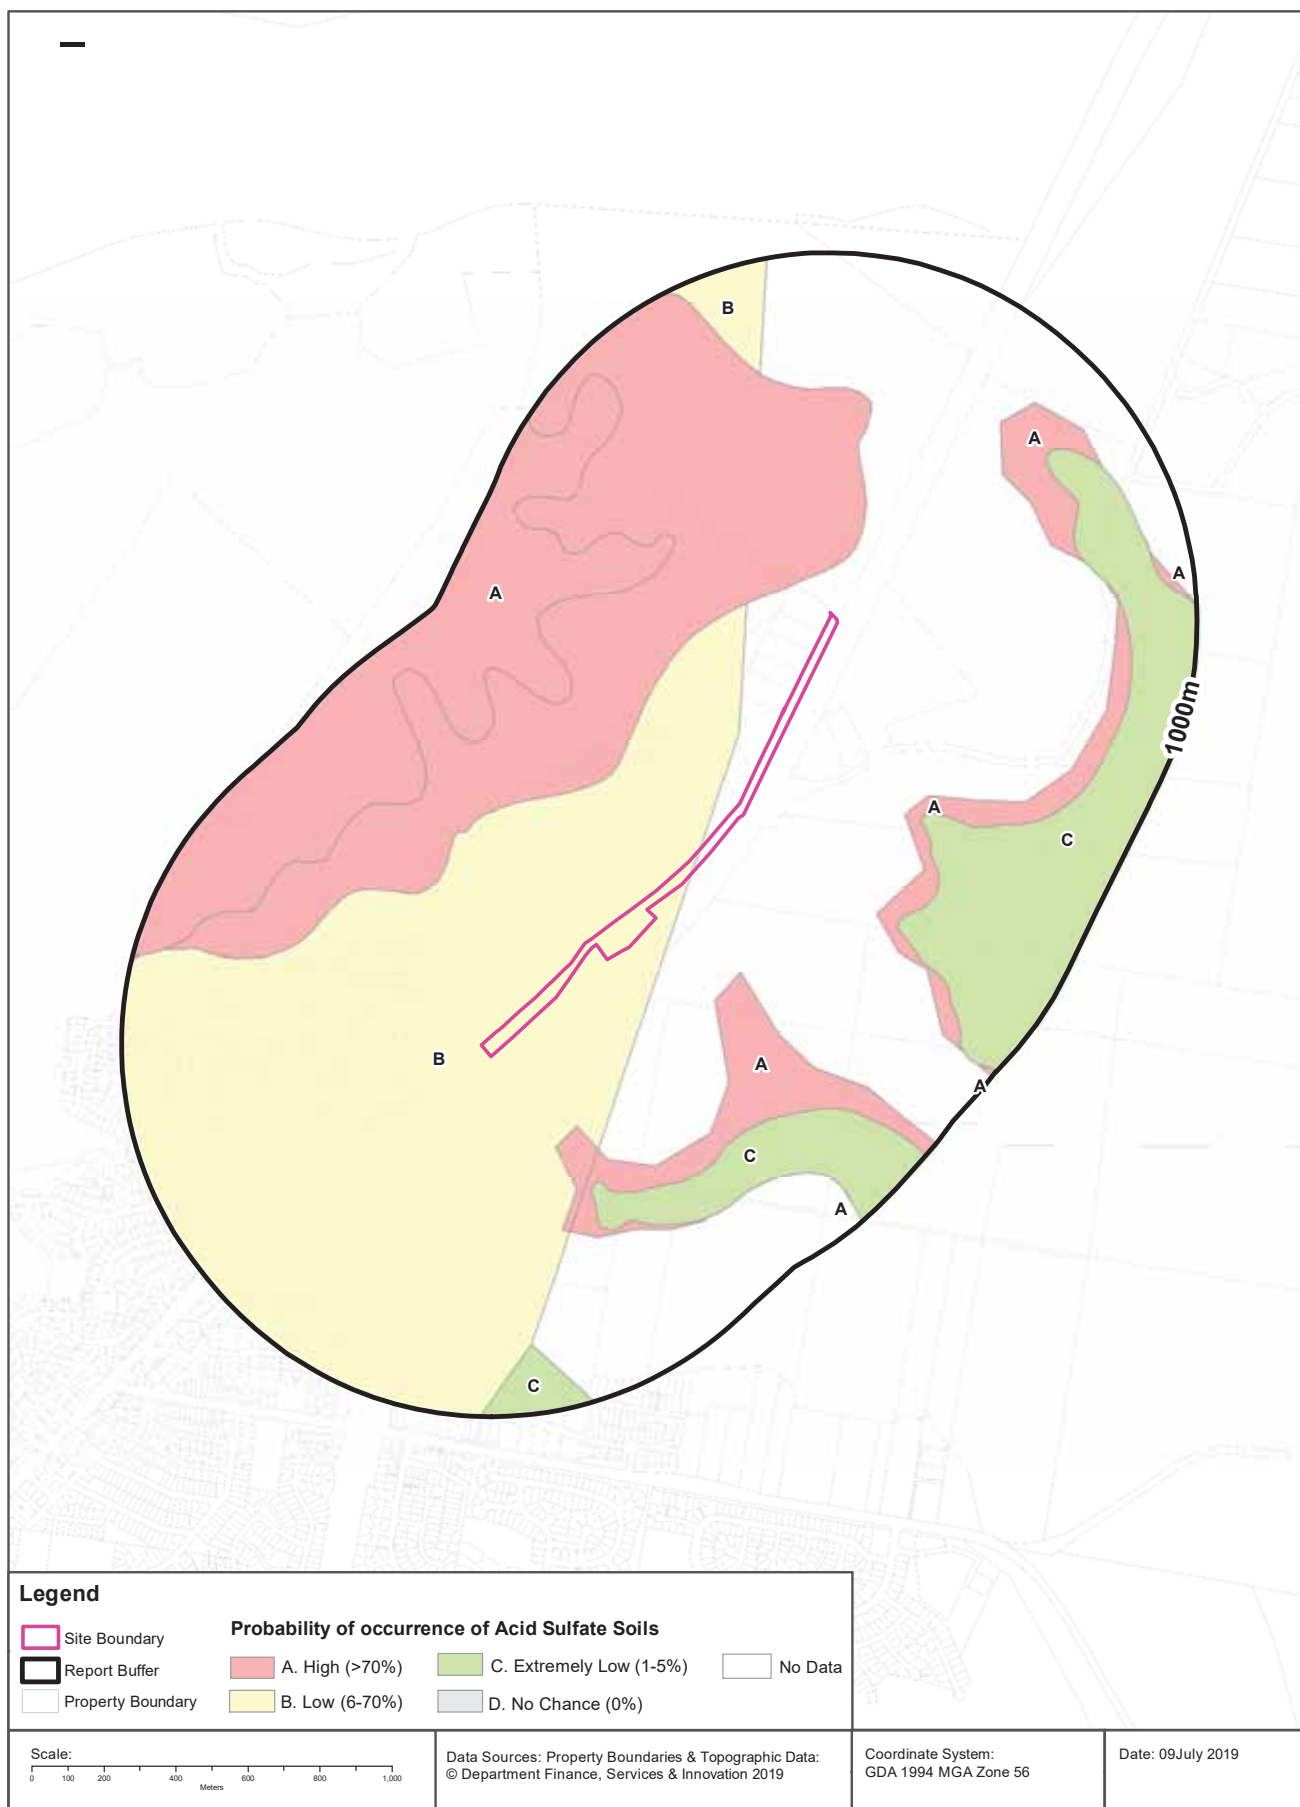 B
A
A
A
1000m
A
C
B
A
A
C
A
C
Legend
Site Boundary
Report Buffer
Property Boundary
Probability of occurrence of Acid Sulfate Soils
A. High (>70%)
C. Extremely Low (1-5%)
No Data
B. Low (6-70%)
D. No Chance (0%)
Scale:
0 100 200 400 600 800 1,000
Meters
Data Sources: Property Boundaries & Topographic Data:
© Department Finance, Services & Innovation 2019
Coordinate System:
GDA 1994 MGA Zone 56
Date: 09July 2019